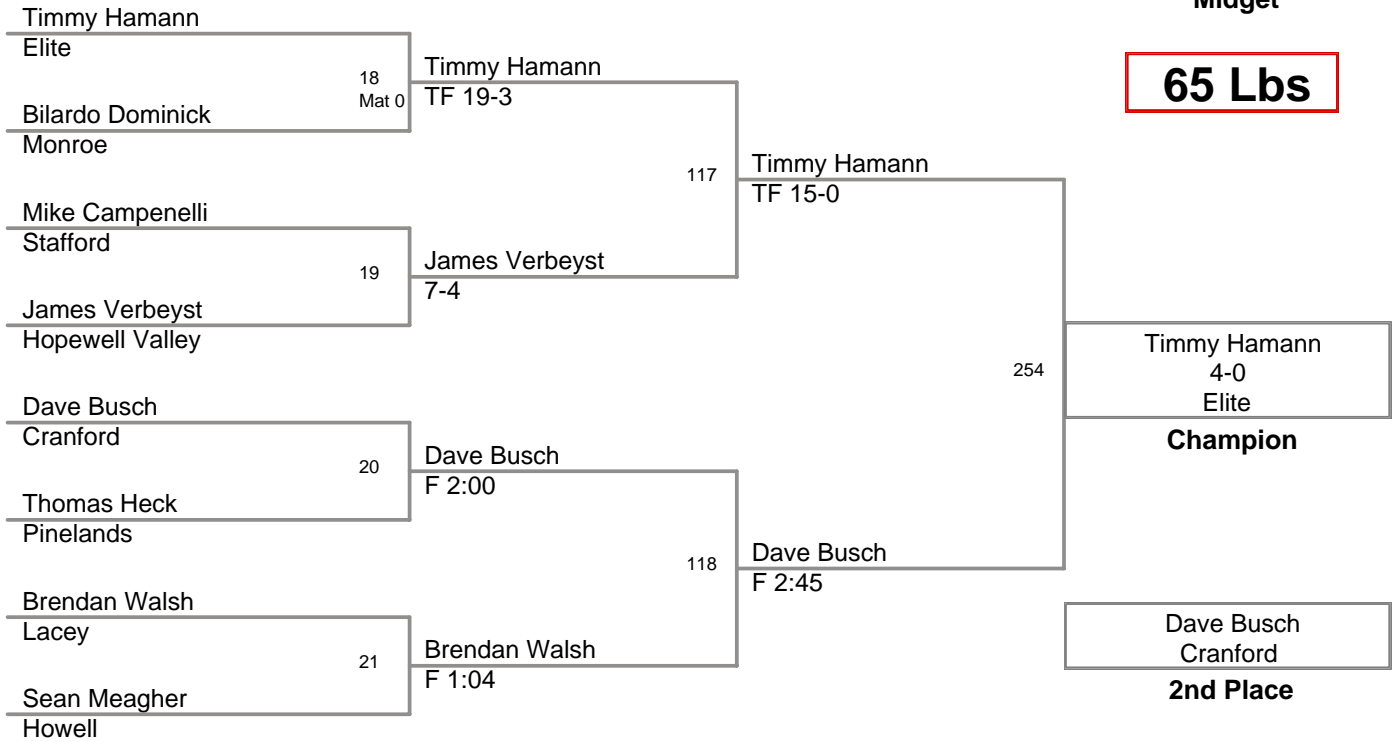 Midget
65 Lbs
Timmy Hamann
Elite
18
Mat 0
Bilardo Dominick
Monroe
Timmy Hamann
TF 19-3
Mike Campenelli
Stafford
19
James Verbeyst
Hopewell Valley
James Verbeyst
7-4
117
Timmy Hamann
TF 15-0
Dave Busch
Cranford
20
Thomas Heck
Pinelands
Dave Busch
F 2:00
Brendan Walsh
Lacey
21
Sean Meagher
Howell
Brendan Walsh
F 1:04
118
Dave Busch
F 2:45
254
Timmy Hamann
4-0
Elite
Champion
Dave Busch
Cranford
2nd Place